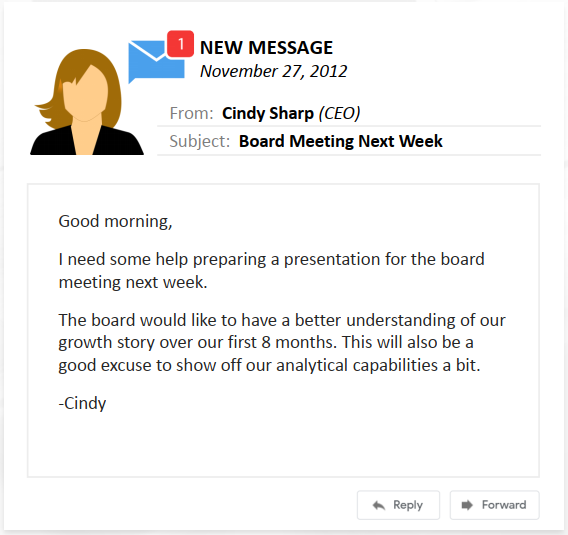 1
NEW MESSAGE
November 27, 2012
From: Cindy Sharp (CEO)
Subject: Board Meeting Next Week
Good morning,
I need some help preparing a presentation for the board
meeting next week.
The board would like to have a better understanding of our
growth story over our first 8 months. This will also be a
good excuse to show off our analytical capabilities a bit.
-Cindy
Reply Forward